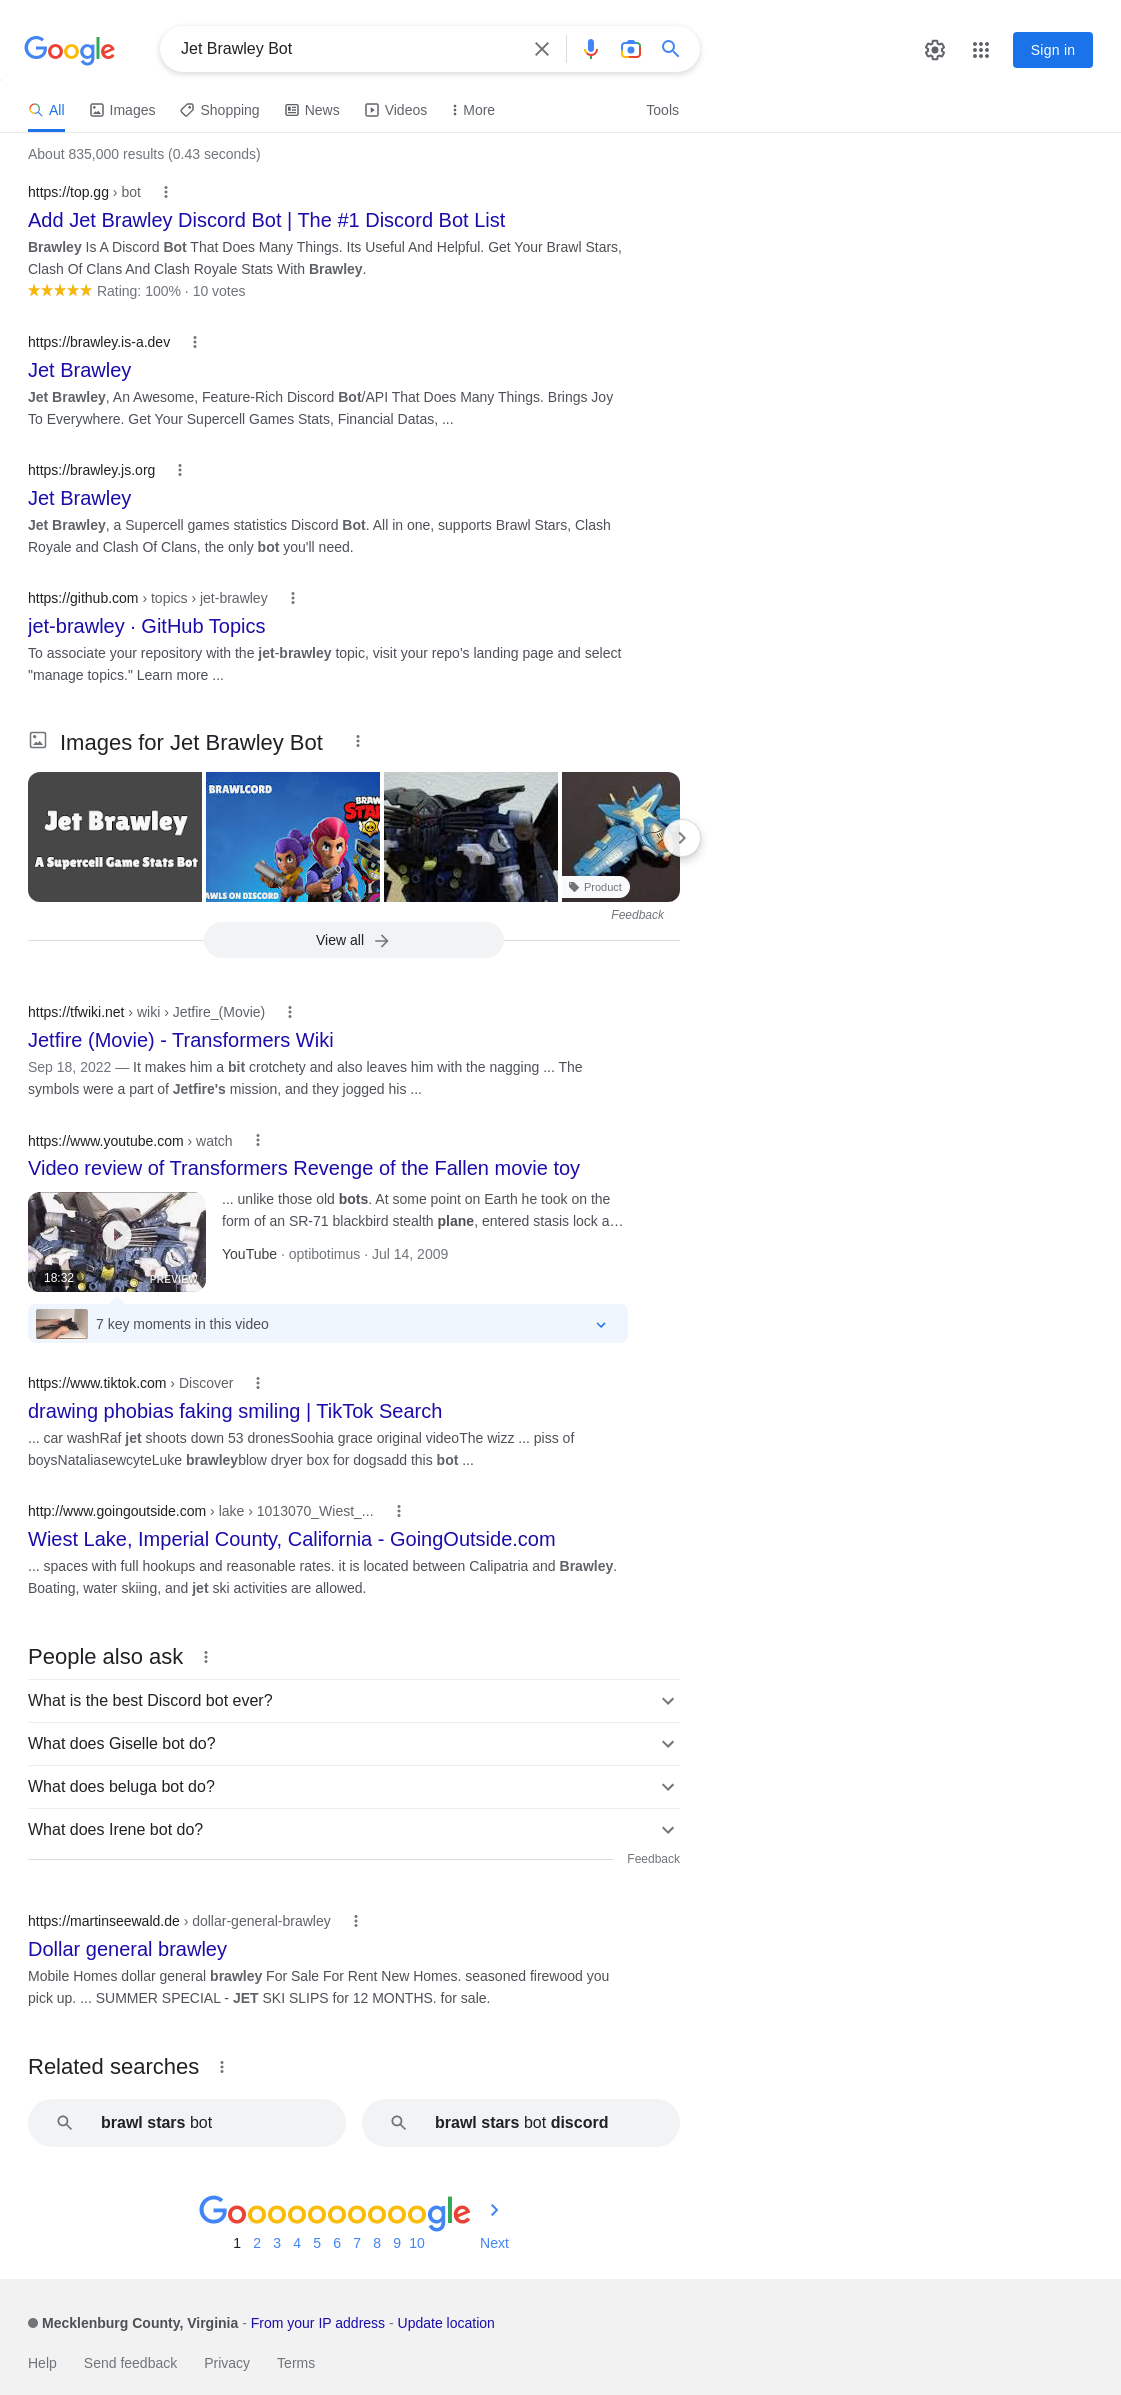 Google
Jet Brawley Bot
Sign in
All
Images
Shopping
News
Videos
More
Tools
About 835,000 results (0.43 seconds)
https://top.gg › bot
Add Jet Brawley Discord Bot | The #1 Discord Bot List
Brawley Is A Discord Bot That Does Many Things. Its Useful And Helpful. Get Your Brawl Stars,
Clash Of Clans And Clash Royale Stats With Brawley.
Rating: 100% · 10 votes
https://brawley.is-a.dev
Jet Brawley
Jet Brawley, An Awesome, Feature-Rich Discord Bot/API That Does Many Things. Brings Joy
To Everywhere. Get Your Supercell Games Stats, Financial Datas, ...
https://brawley.js.org
Jet Brawley
Jet Brawley, a Supercell games statistics Discord Bot. All in one, supports Brawl Stars, Clash
Royale and Clash Of Clans, the only bot you'll need.
https://github.com › topics › jet-brawley
jet-brawley · GitHub Topics
To associate your repository with the jet-brawley topic, visit your repo's landing page and select
"manage topics." Learn more ...
Images for Jet Brawley Bot
Jet Brawley
A Supercell Game Stats Bot
BRAWLCORD
BRAW
STAR
AWLS ON DISCORD
Product
Feedback
View all
https://tfwiki.net › wiki › Jetfire_(Movie)
Jetfire (Movie) - Transformers Wiki
Sep 18, 2022 — It makes him a bit crotchety and also leaves him with the nagging ... The
symbols were a part of Jetfire's mission, and they jogged his ...
https://www.youtube.com › watch
Video review of Transformers Revenge of the Fallen movie toy
... unlike those old bots. At some point on Earth he took on the
form of an SR-71 blackbird stealth plane, entered stasis lock a…
YouTube · optibotimus · Jul 14, 2009
18:32
PREVIEW
7 key moments in this video
https://www.tiktok.com › Discover
drawing phobias faking smiling | TikTok Search
... car washRaf jet shoots down 53 dronesSoohia grace original videoThe wizz ... piss of
boysNataliasewcyteLuke brawleyblow dryer box for dogsadd this bot ...
http://www.goingoutside.com › lake › 1013070_Wiest_...
Wiest Lake, Imperial County, California - GoingOutside.com
... spaces with full hookups and reasonable rates. it is located between Calipatria and Brawley.
Boating, water skiing, and jet ski activities are allowed.
People also ask
What is the best Discord bot ever?
What does Giselle bot do?
What does beluga bot do?
What does Irene bot do?
Feedback
https://martinseewald.de › dollar-general-brawley
Dollar general brawley
Mobile Homes dollar general brawley For Sale For Rent New Homes. seasoned firewood you
pick up. ... SUMMER SPECIAL - JET SKI SLIPS for 12 MONTHS. for sale.
Related searches
brawl stars bot
brawl stars bot discord
Goooooooooogle
1 2 3 4 5 6 7 8 9 10 Next
Mecklenburg County, Virginia - From your IP address - Update location
Help
Send feedback
Privacy
Terms